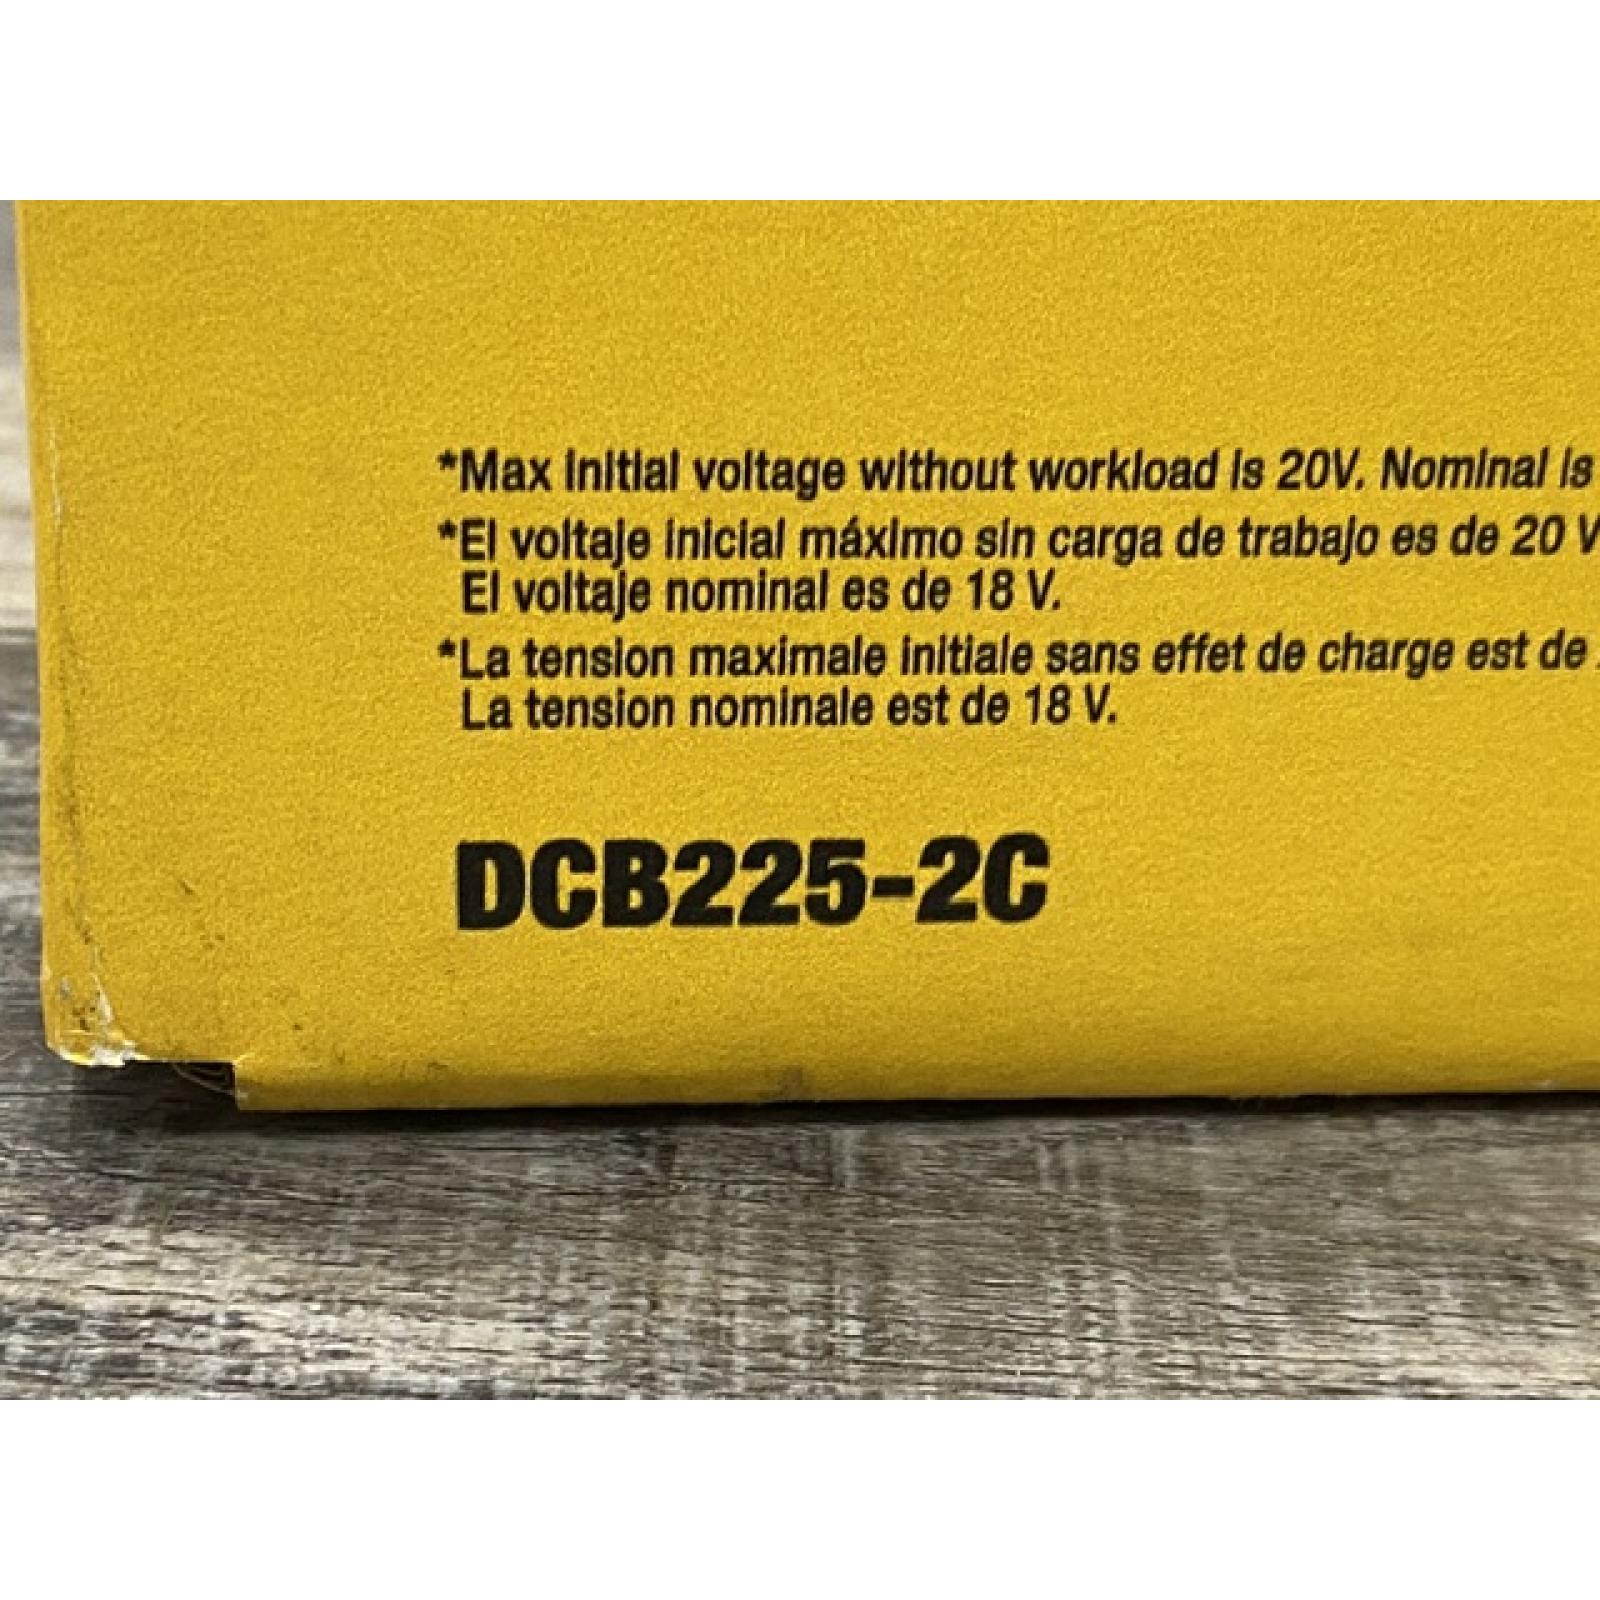 *Max initial voltage without workload is 20V. Nominal is
*El voltaje inicial máximo sin carga de trabajo es de 20 V
El voltaje nominal es de 18 V.
*La tension maximale initiale sans effet de charge est de
La tension nominale est de 18 V.
DCB225-2C